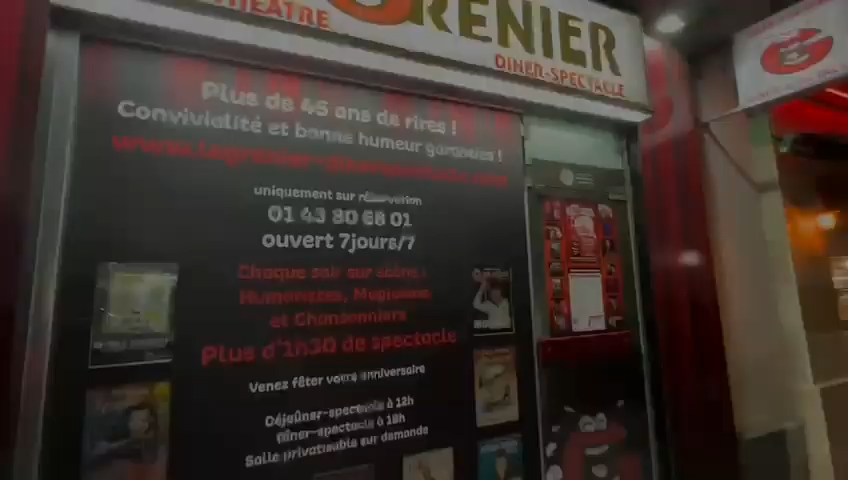 THEATRE
GRENIER
DINER-SPECTACLE
Plus de 45 ans de rires !
Convivialité et bonne humeur garanties !
uniquement sur réservation
01 43 80 68 01
ouvert 7jours/7
Chaque soir sur scène :
Humoristes, Magiciens
et Chansonniers
Plus d'1h30 de spectacle
Venez fêter votre anniversaire
Déjeûner-spectacle à 12h
Dîner-spectacle à 19h
Salle privatisable sur demande